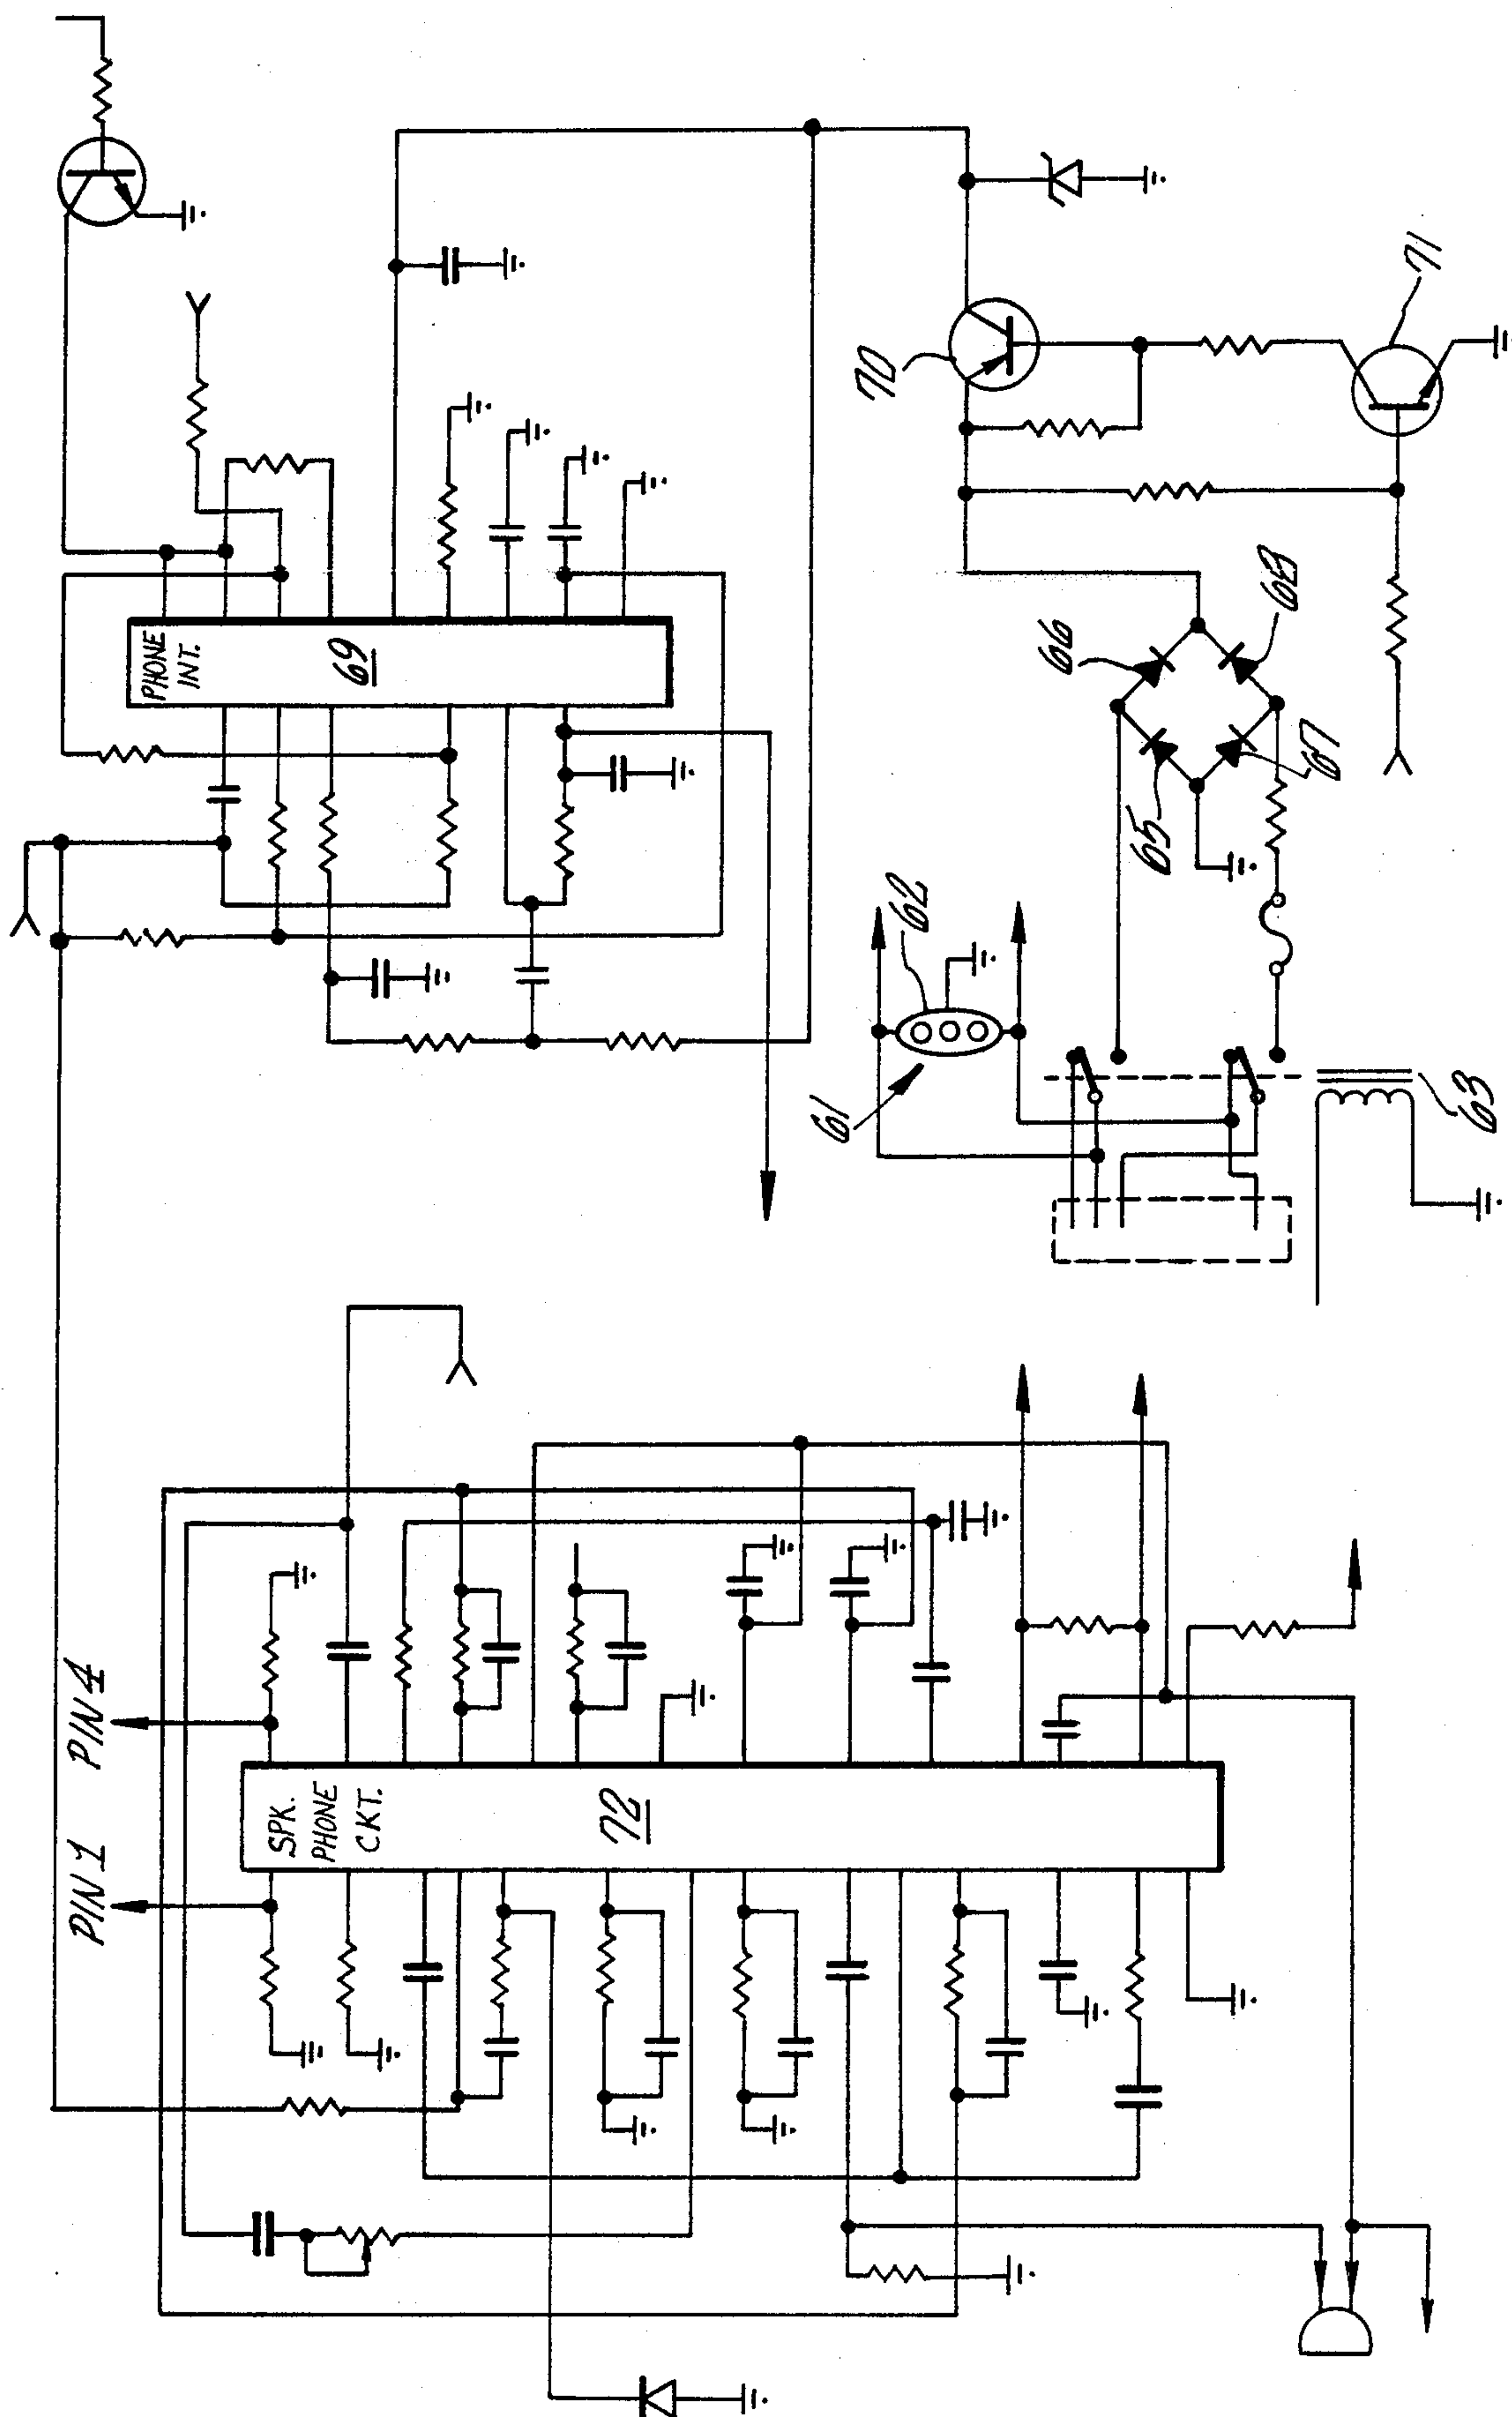 PHONE
INT.
69
70
71
66
68
65
67
62
61
63
PIN 1
PIN 4
SPK.
PHONE
CKT.
72